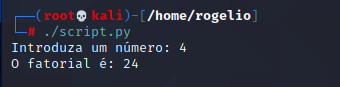 ┌──(root💀kali)-[/home/rogelio]
└─# ./script.py
Introduza um número: 4
O fatorial é: 24